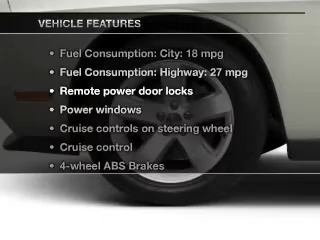 VEHICLE FEATURES
• Fuel Consumption: City: 18 mpg
• Fuel Consumption: Highway: 27 mpg
• Remote power door locks
• Power windows
• Cruise controls on steering wheel
• Cruise control
• 4-wheel ABS Brakes